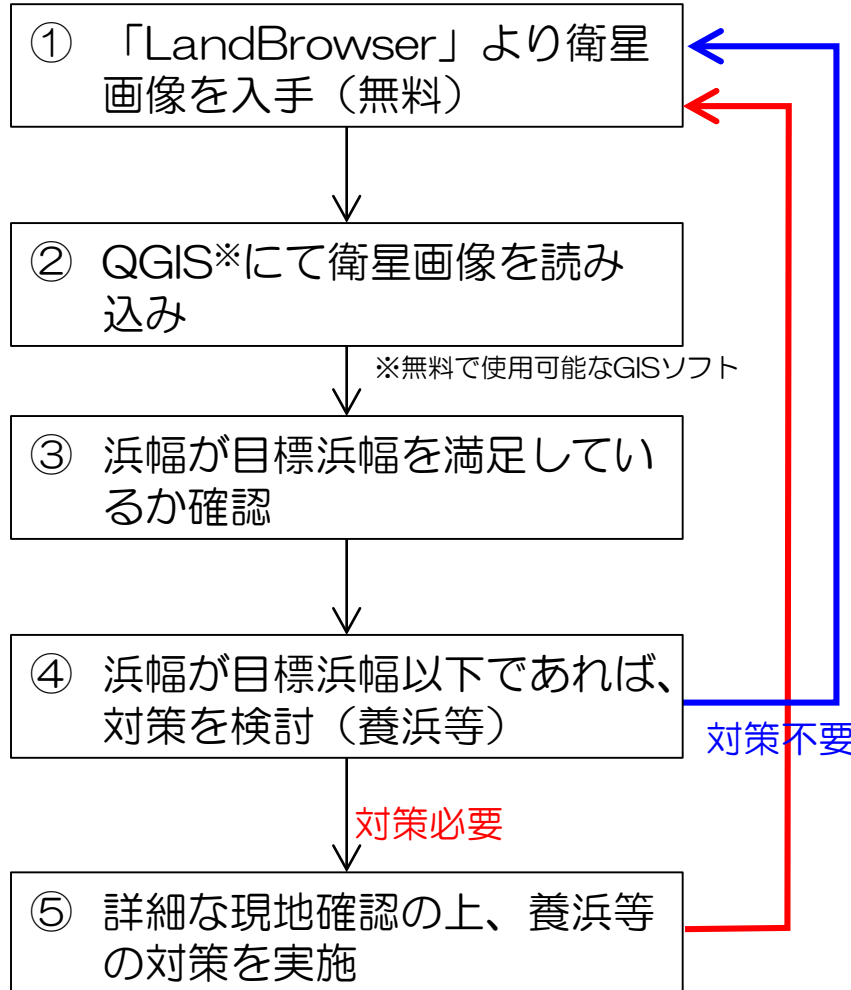 ① 「LandBrowser」より衛星
画像を入手（無料）
② QGIS※にて衛星画像を読み
込み
※無料で使用可能なGISソフト
③ 浜幅が目標浜幅を満足してい
るか確認
④ 浜幅が目標浜幅以下であれば、
対策を検討（養浜等）
対策不要
対策必要
⑤ 詳細な現地確認の上、養浜等
の対策を実施